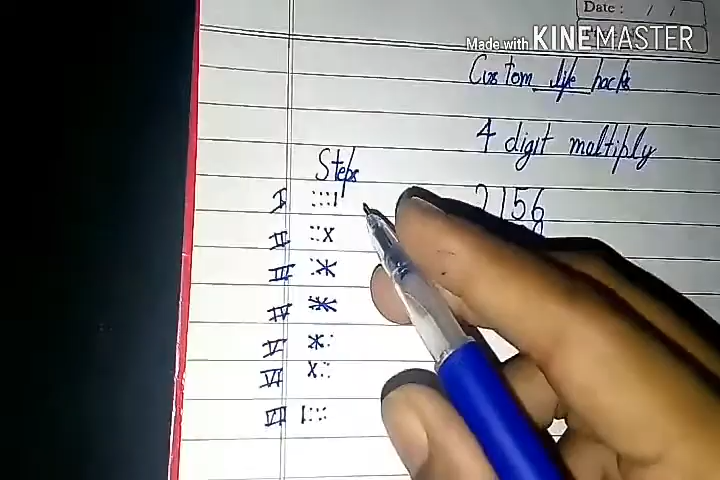 Date : / /
Made with KINEMASTER
Custom life hacks
4 digit multiply
Steps
2156
I
II
III
IV
V
VI
VII